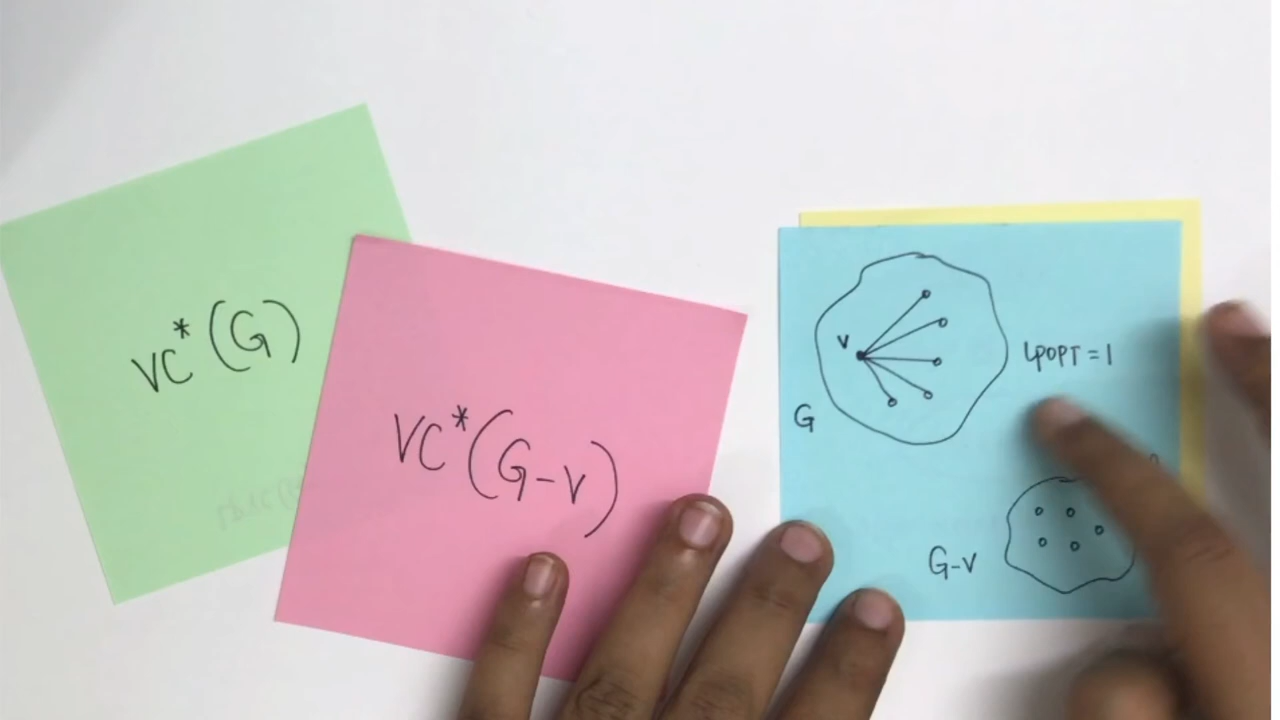 VC*(G)
VC*(G-v)
v
LPOPT = 1
G
G-v